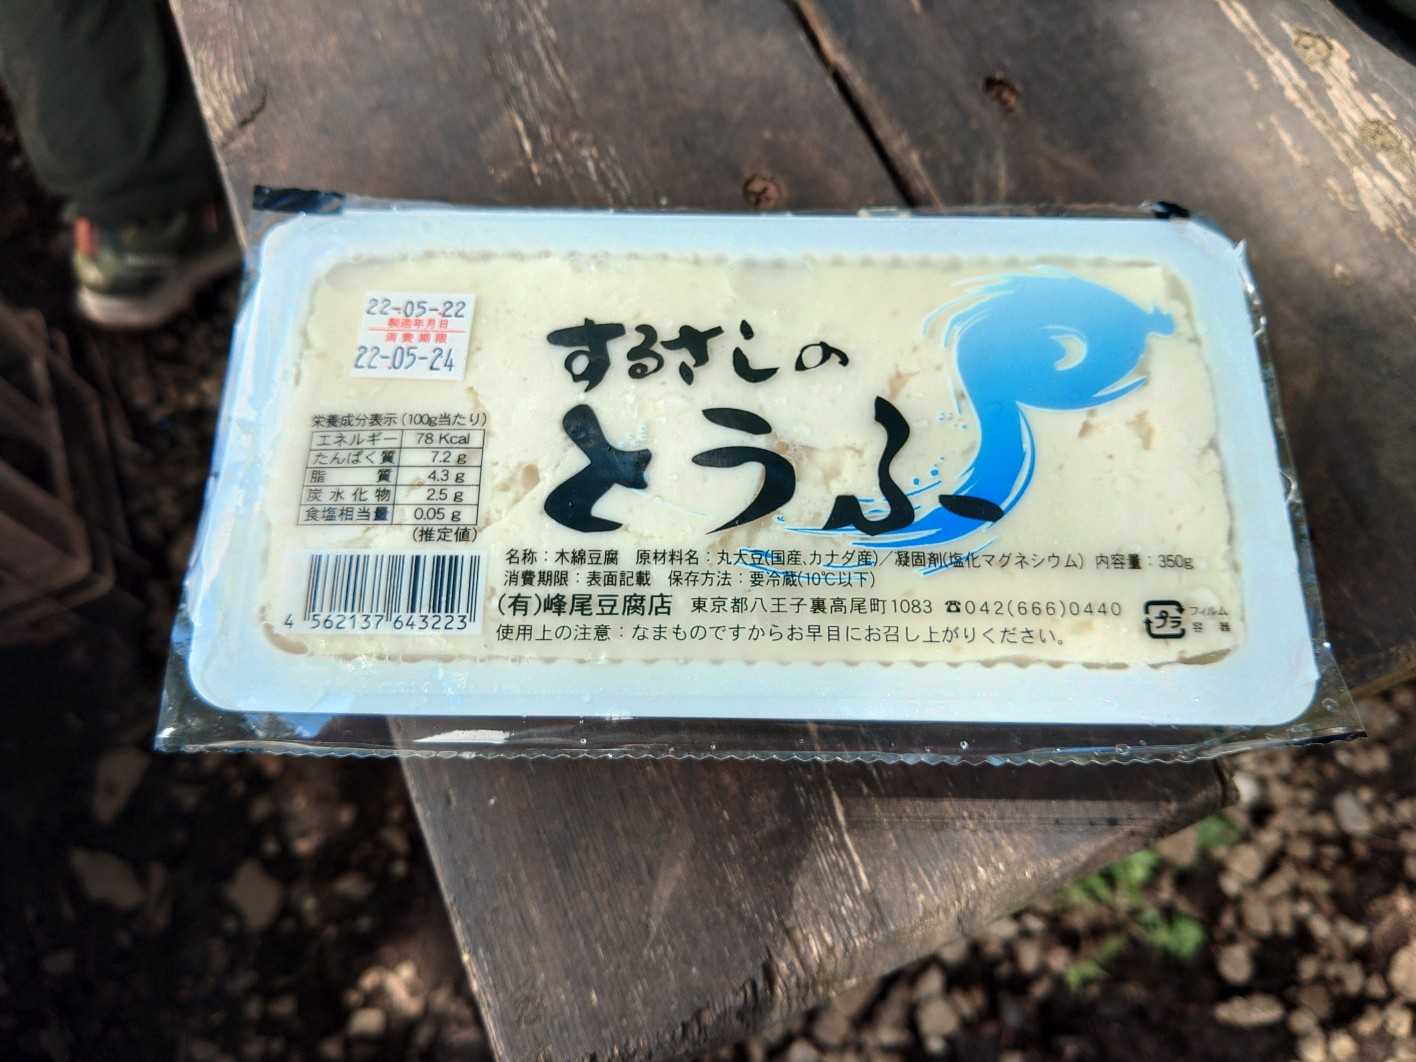 22-05-22
製造年月日
消費期限
22-05-24
するさしの
とうふ
栄養成分表示(100g当たり)
エネルギー 78 Kcal
たんぱく質 7.2 g
脂質 4.3 g
炭水化物 2.5 g
食塩相当量 0.05 g
(推定値)
4 562137 643223
名称：木綿豆腐 原材料名：丸大豆(国産､カナダ産)／凝固剤(塩化マグネシウム) 内容量：350g
消費期限：表面記載 保存方法：要冷蔵(10℃以下)
(有)峰尾豆腐店 東京都八王子裏高尾町1083 ☎042(666)0440
使用上の注意：なまものですからお早目にお召し上がりください。
プラ
フィルム
容器